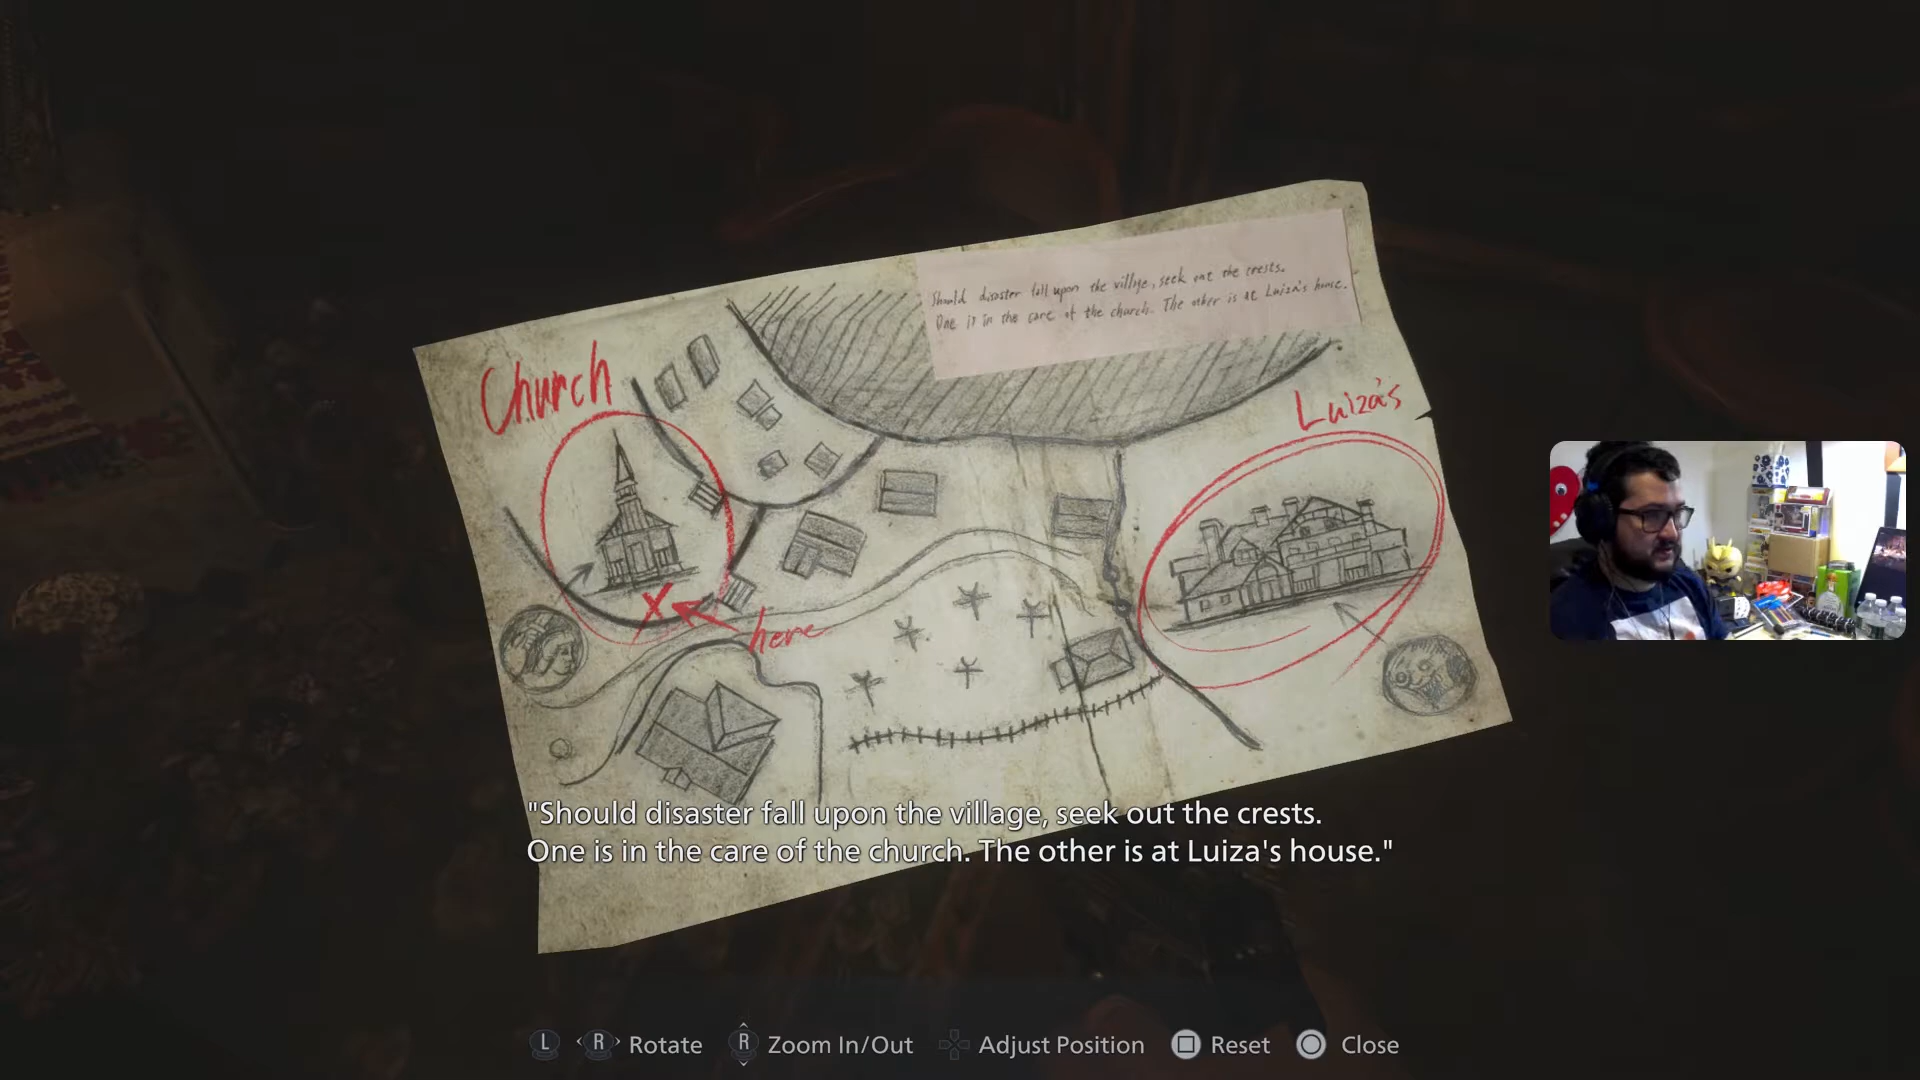 Should disaster fall upon the village, seek out the crests.
One is in the care of the church. The other is at Luiza's house.
Church
Luiza's
X
here
"Should disaster fall upon the village, seek out the crests.
One is in the care of the church. The other is at Luiza's house."
L R Rotate R Zoom In/Out Adjust Position Reset Close